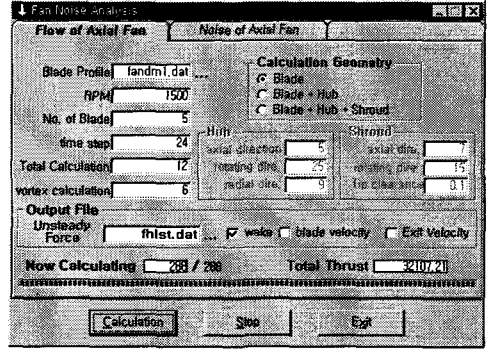 Fan Noise Analysis
Flow of Axial Fan Noise of Axial Fan
Blade Profile fandm1.dat ...
RPM 1500
No. of Blade 5
time step 24
Total Calculation 12
vortex calculation 6
Calculation Geometry
Blade
Blade + Hub
Blade + Hub + Shroud
Hub
axial direction 5
rotating dire. 25
radial dire. 9
Shroud
axial dire. 7
rotating dire. 15
Tip clearance 0.1
Output File
Unsteady Force fhist.dat ... wake blade velocity Exit Velocity
Now Calculating 288 / 288 Total Thrust 32107.21
Calculation Stop Exit